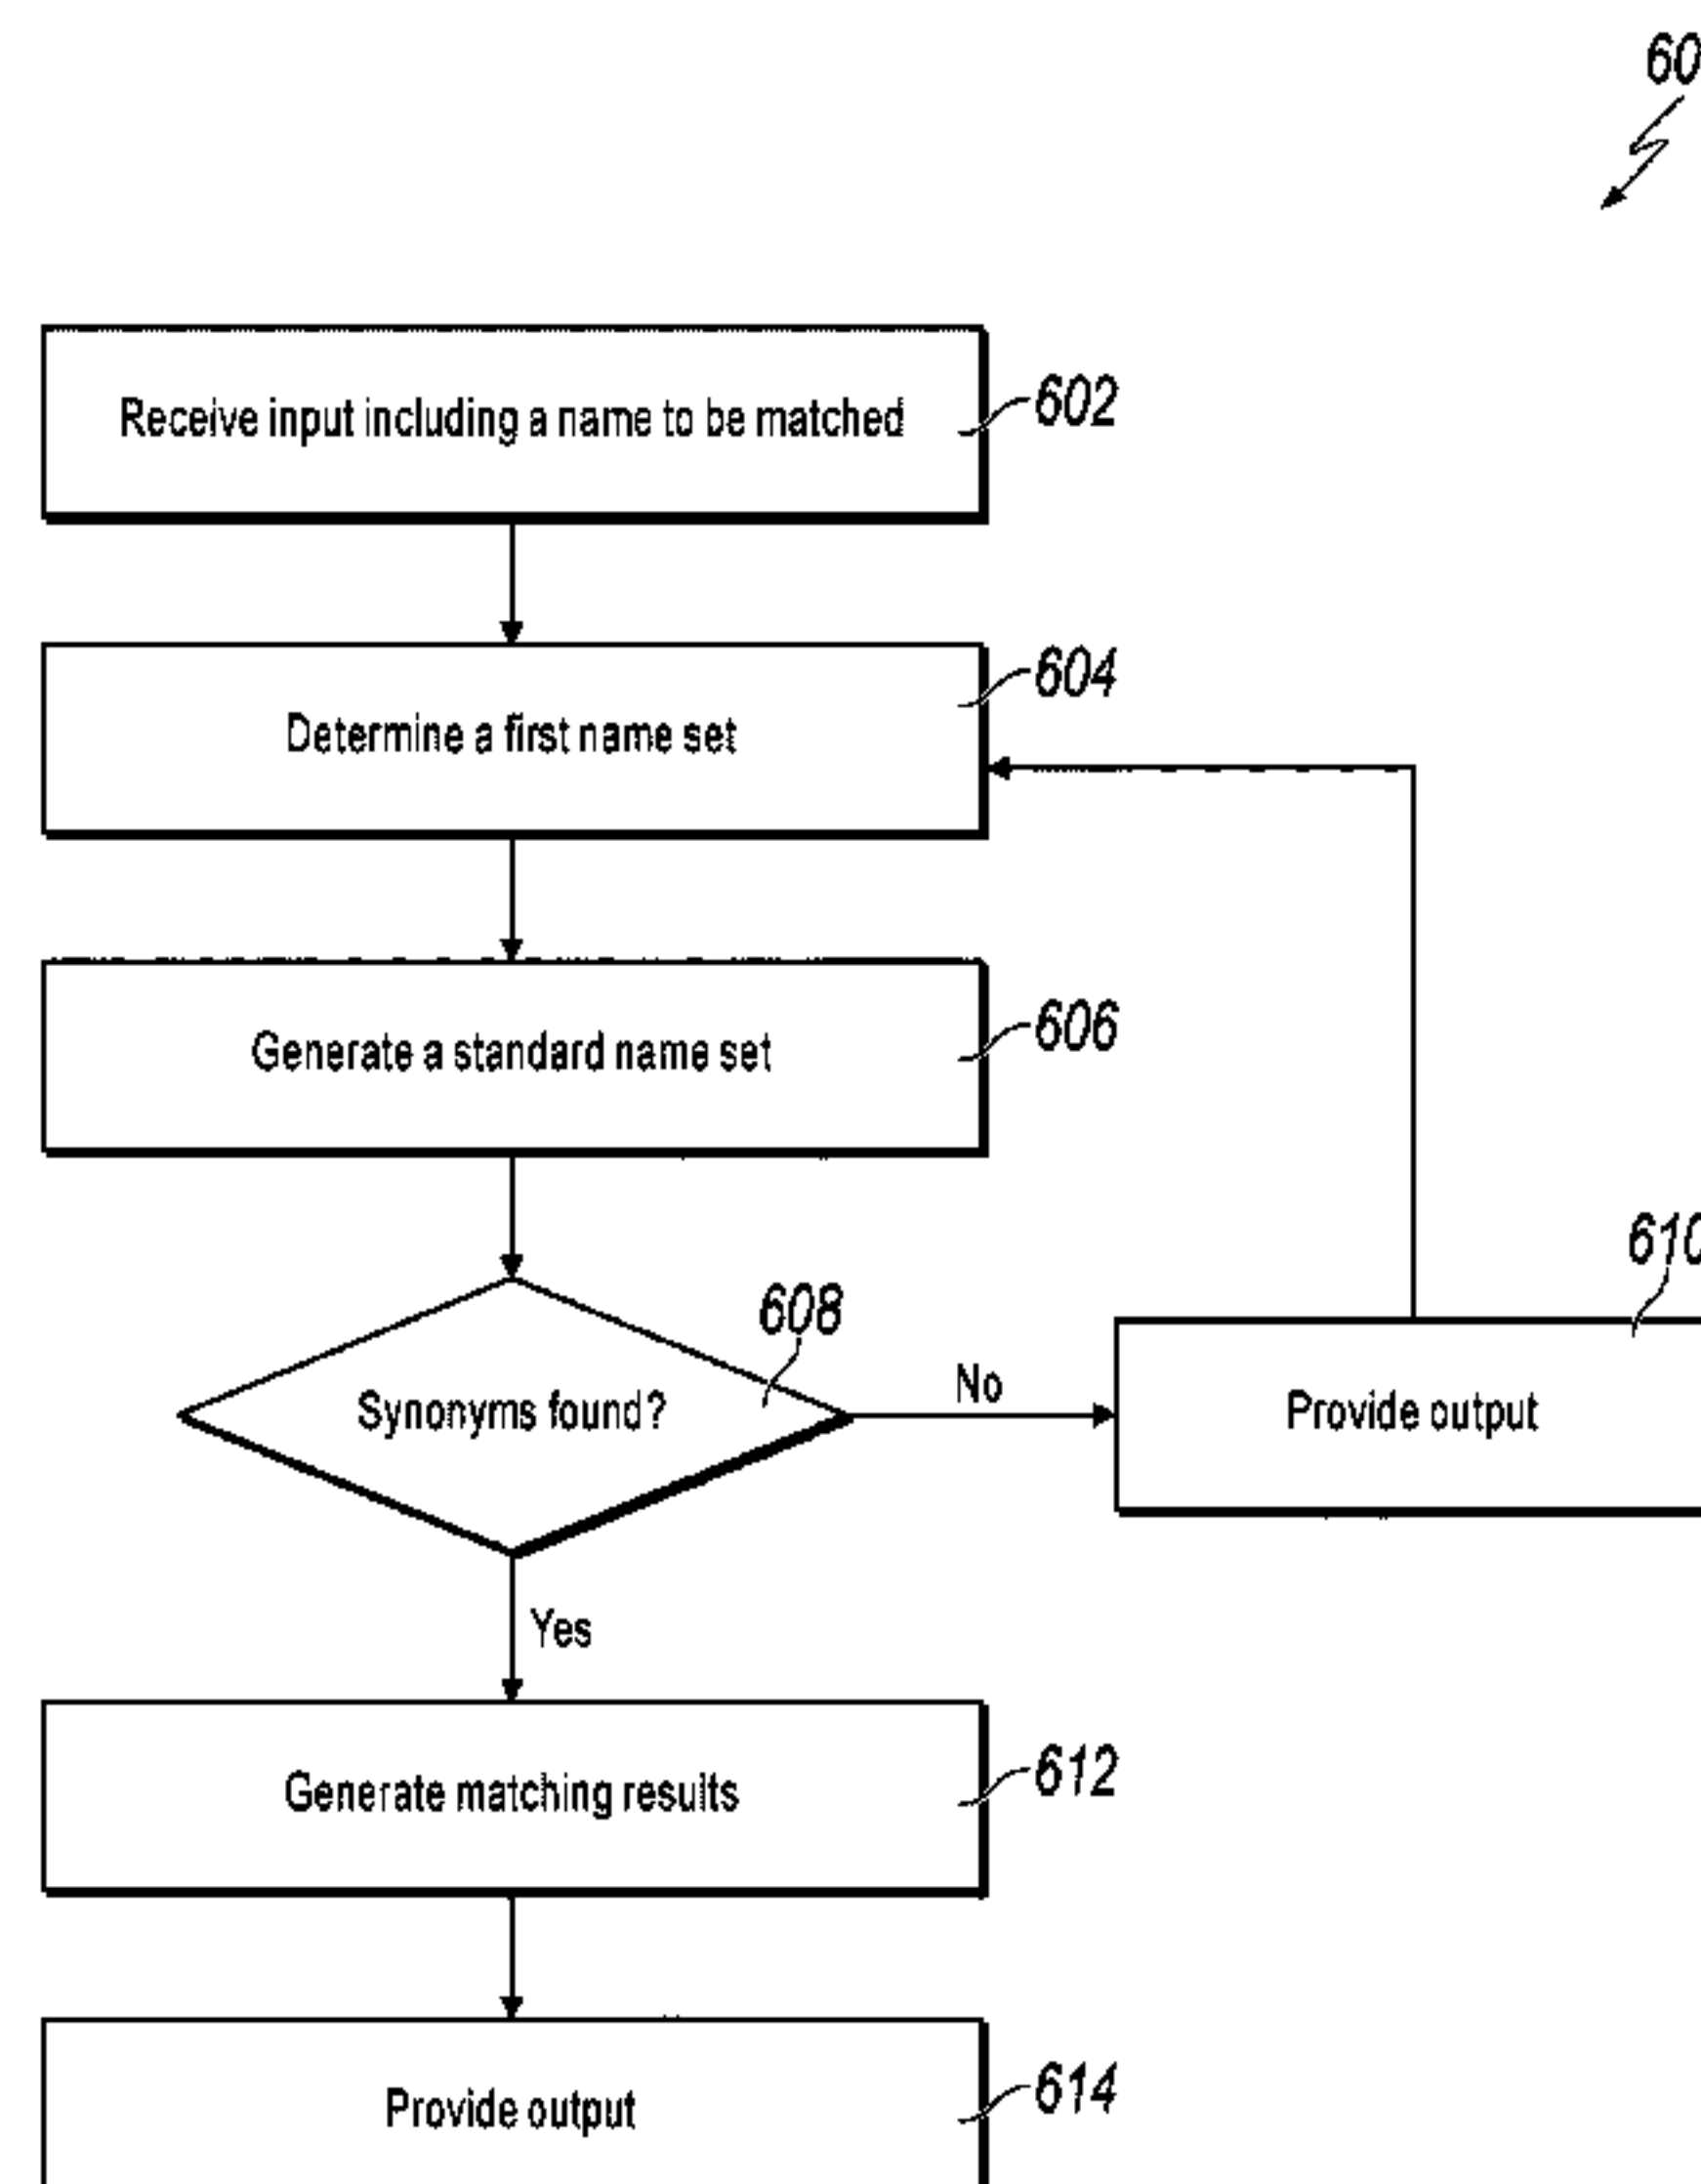 60
Receive input including a name to be matched
602
Determine a first name set
604
Generate a standard name set
606
608
610
Synonyms found?
No
Provide output
Yes
Generate matching results
612
Provide output
614